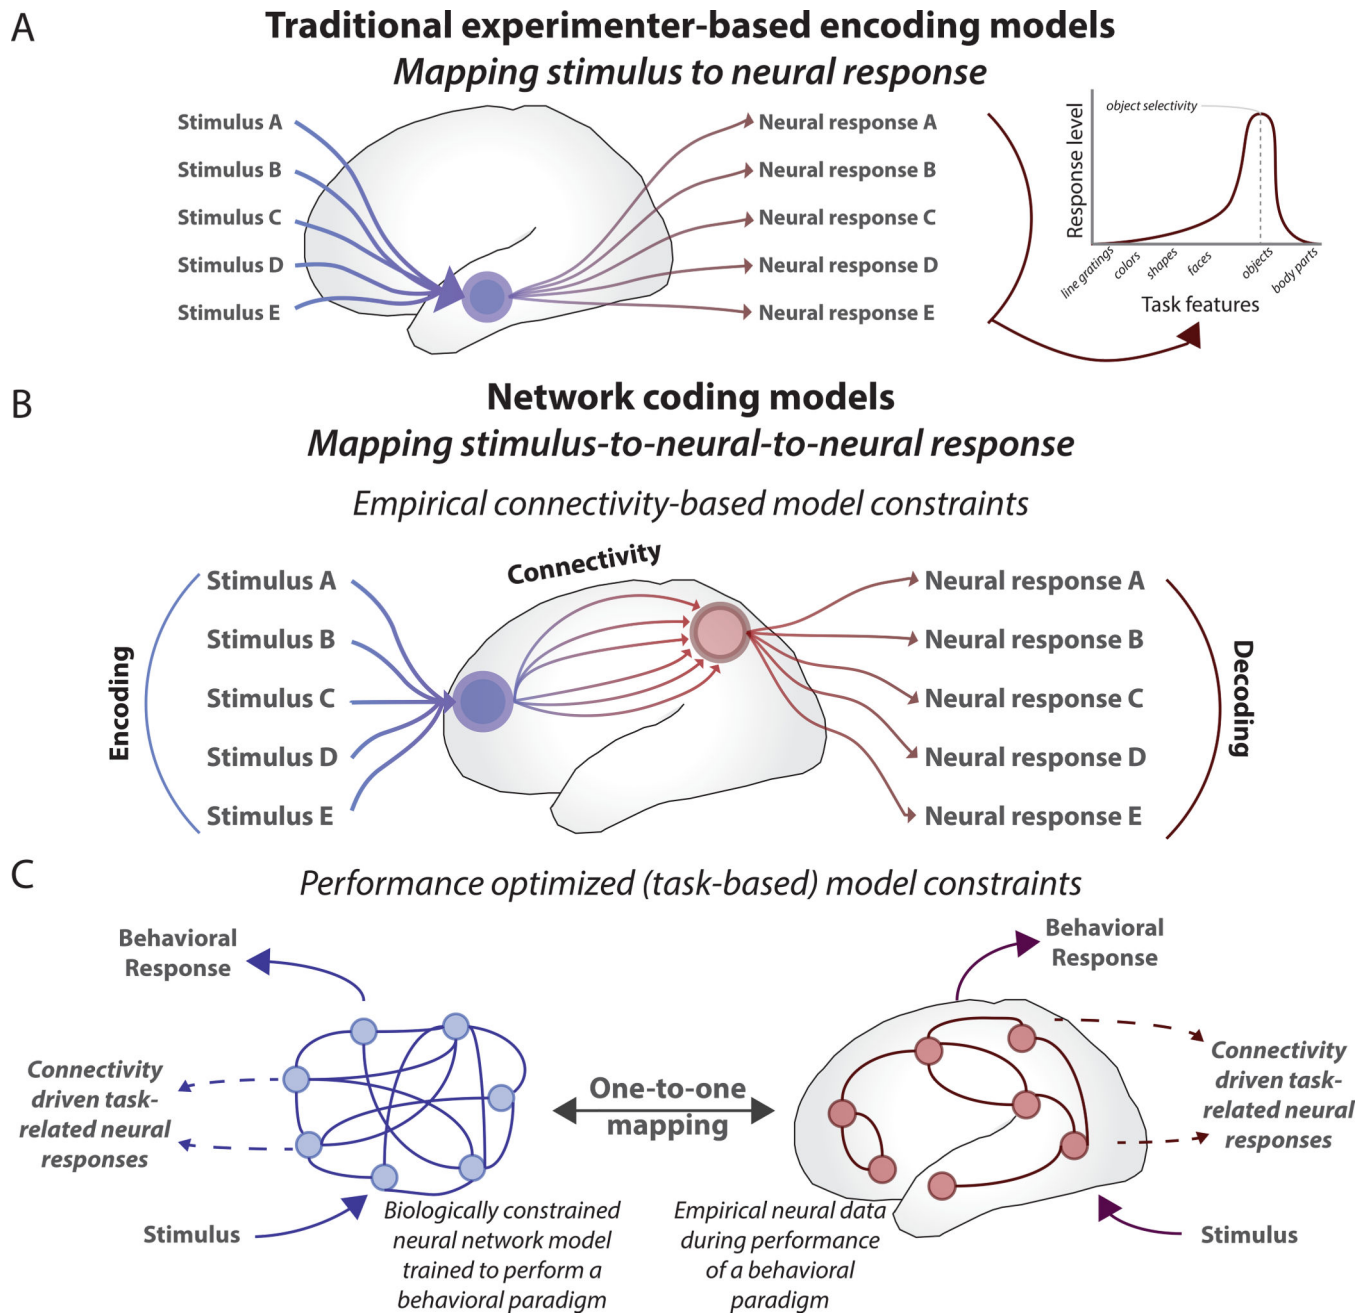 A
Traditional experimenter-based encoding models
Mapping stimulus to neural response
Stimulus A
Stimulus B
Stimulus C
Stimulus D
Stimulus E
Neural response A
Neural response B
Neural response C
Neural response D
Neural response E
object selectivity
Response level
line gratings
colors
shapes
faces
objects
body parts
Task features
B
Network coding models
Mapping stimulus-to-neural-to-neural response
Empirical connectivity-based model constraints
Encoding
Stimulus A
Stimulus B
Stimulus C
Stimulus D
Stimulus E
Connectivity
Neural response A
Neural response B
Neural response C
Neural response D
Neural response E
Decoding
C
Performance optimized (task-based) model constraints
Behavioral
Response
Connectivity
driven task-
related neural
responses
Stimulus
Biologically constrained
neural network model
trained to perform a
behavioral paradigm
One-to-one
mapping
Empirical neural data
during performance
of a behavioral
paradigm
Behavioral
Response
Connectivity
driven task-
related neural
responses
Stimulus